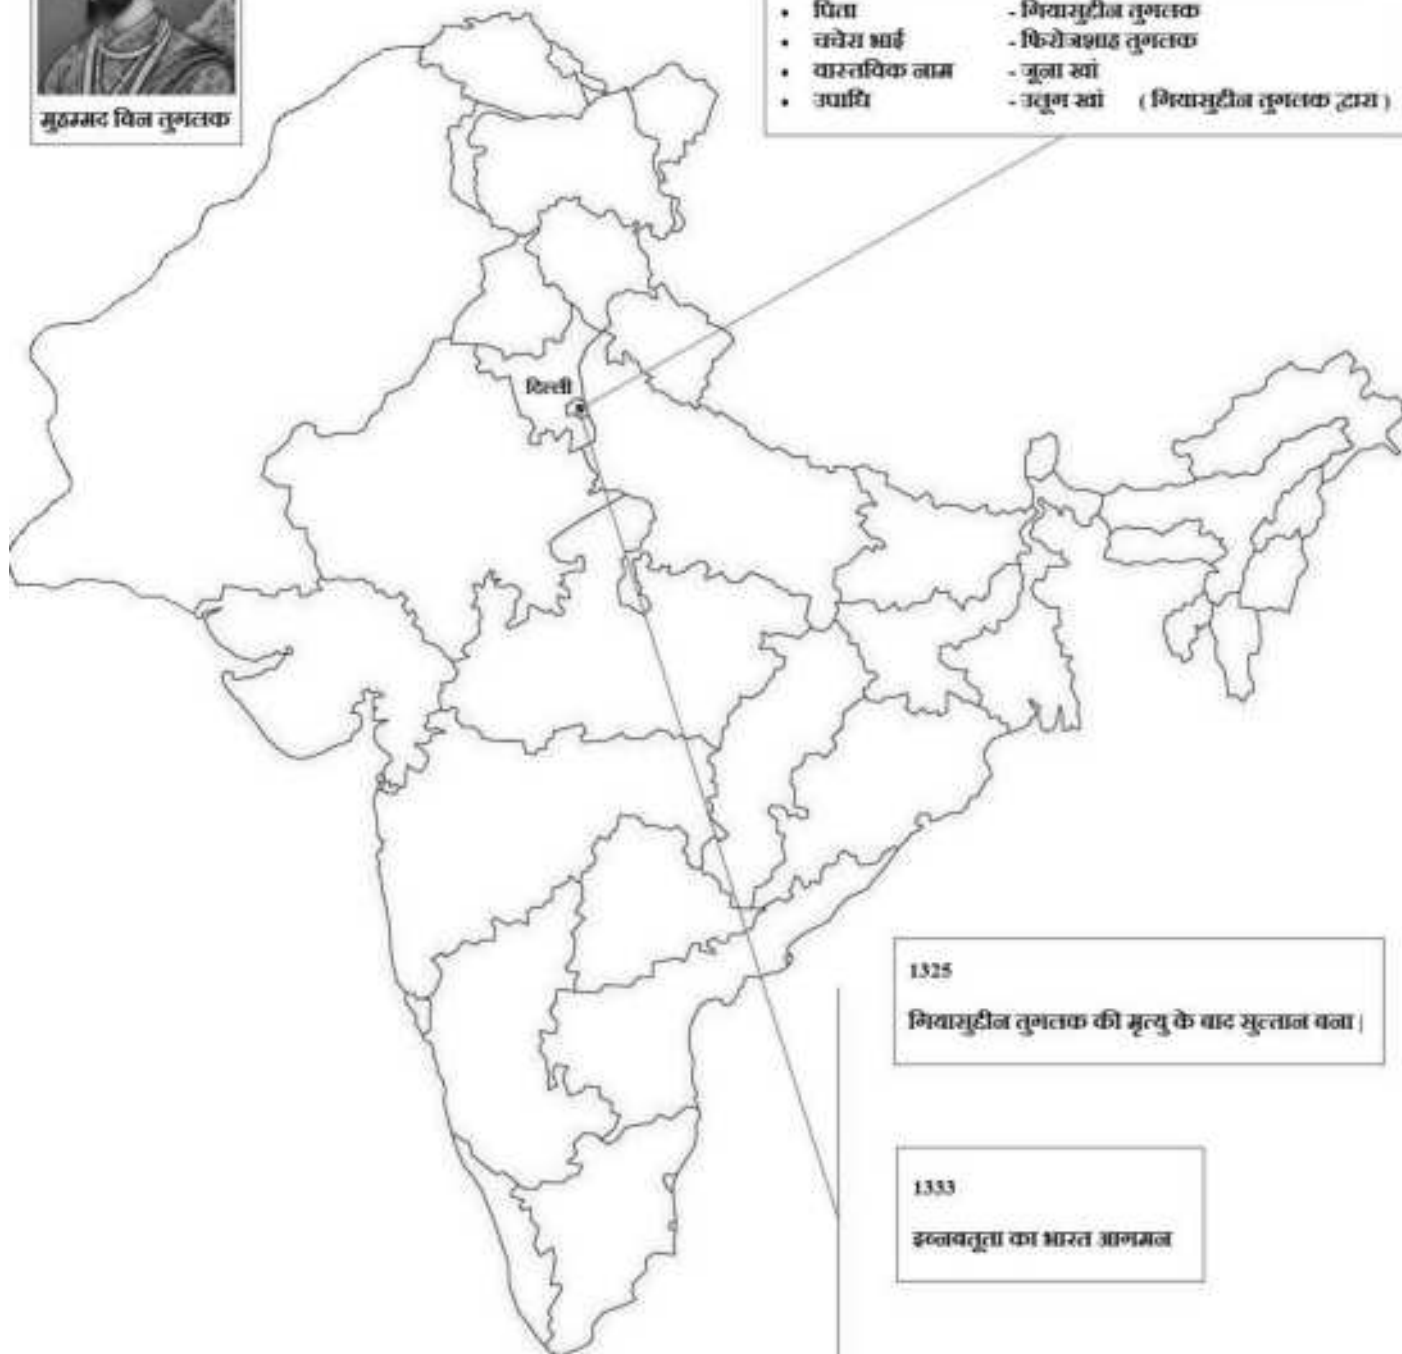 मुहम्मद बिन तुगलक
• पिता - गियासुद्दीन तुगलक
• चचेरा भाई - फिरोजशाह तुगलक
• वास्तविक नाम - जूना खां
• उपाधि - उलूग खां ( गियासुद्दीन तुगलक द्वारा )
दिल्ली
1325
गियासुद्दीन तुगलक की मृत्यु के बाद सुल्तान बना |
1333
इब्नबतूता का भारत आगमन